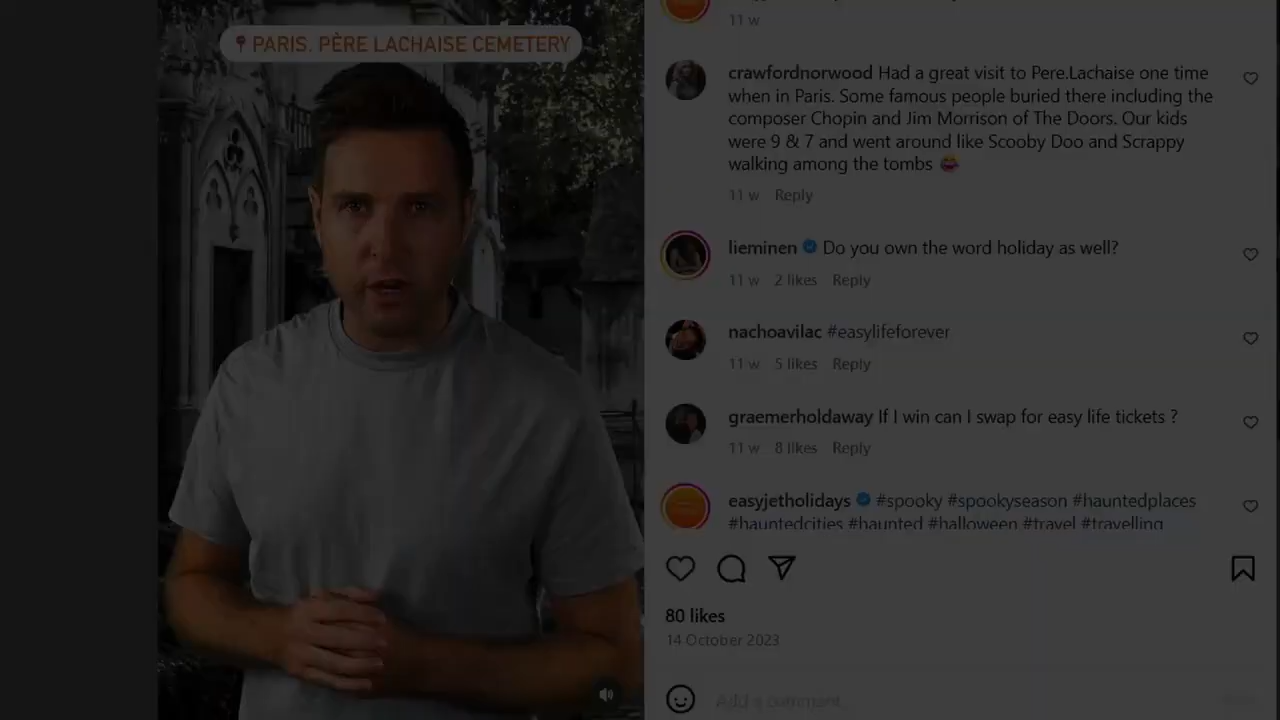 PARIS, PÈRE LACHAISE CEMETERY
11 w
crawfordnorwood Had a great visit to Pere.Lachaise one time
when in Paris. Some famous people buried there including the
composer Chopin and Jim Morrison of The Doors. Our kids
were 9 & 7 and went around like Scooby Doo and Scrappy
walking among the tombs 😂
11 w Reply
lieminen Do you own the word holiday as well?
11 w 2 likes Reply
nachoavilac #easylifeforever
11 w 5 likes Reply
graemerholdaway If I win can I swap for easy life tickets ?
11 w 8 likes Reply
easyjetholidays #spooky #spookyseason #hauntedplaces
#hauntedcities #haunted #halloween #travel #travelling
80 likes
14 October 2023
Add a comment...